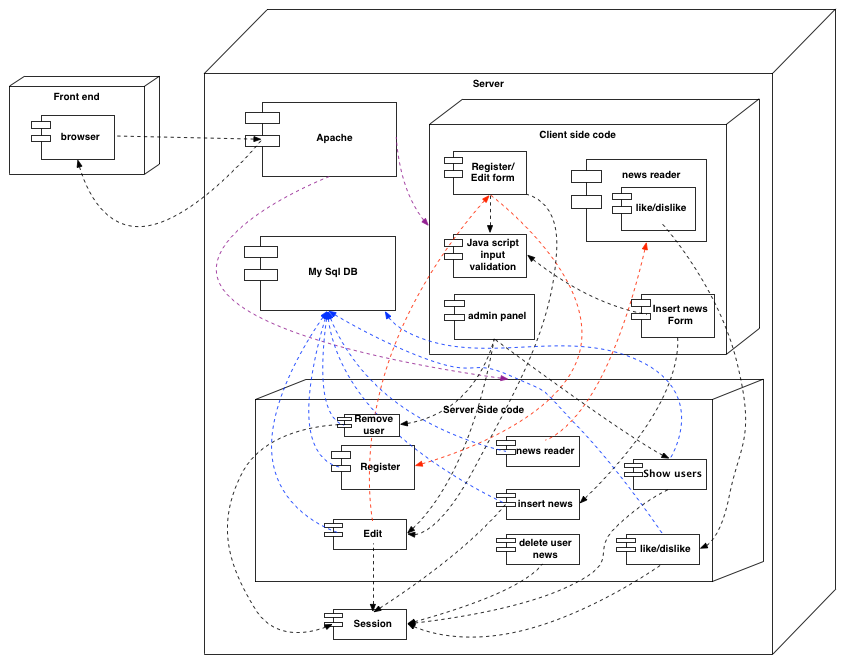 Server
Front end
browser
Apache
Client side code
Register/
Edit form
news reader
like/dislike
Java script
input
validation
My Sql DB
admin panel
Insert news
Form
Server Side code
Remove
user
news reader
Register
Show users
insert news
Edit
delete user
news
like/dislike
Session